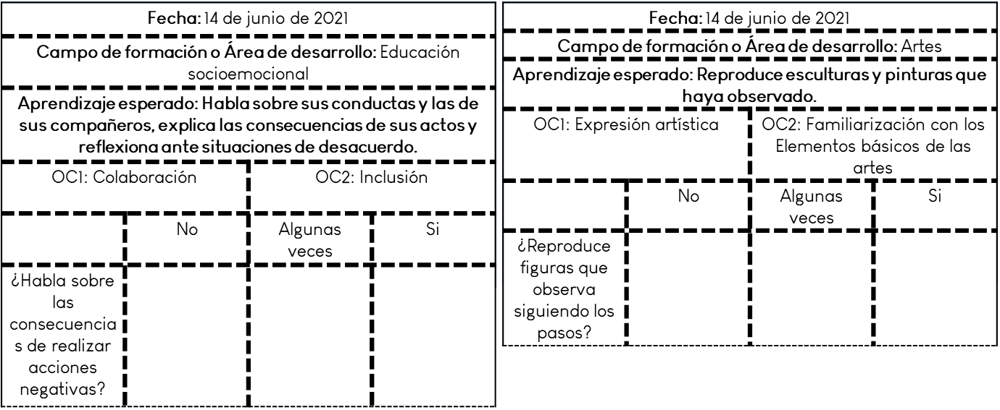 Fecha: 14 de junio de 2021
Campo de formación o Área de desarrollo: Educación
socioemocional
Aprendizaje esperado: Habla sobre sus conductas y las de
sus compañeros, explica las consecuencias de sus actos y
reflexiona ante situaciones de desacuerdo.
OC1: Colaboración
OC2: Inclusión
No
Algunas
veces
Si
¿Habla sobre
las
consecuencia
s de realizar
acciones
negativas?
Fecha: 14 de junio de 2021
Campo de formación o Área de desarrollo: Artes
Aprendizaje esperado: Reproduce esculturas y pinturas que
haya observado.
OC1: Expresión artística
OC2: Familiarización con los
Elementos básicos de las
artes
No
Algunas
veces
Si
¿Reproduce
figuras que
observa
siguiendo los
pasos?